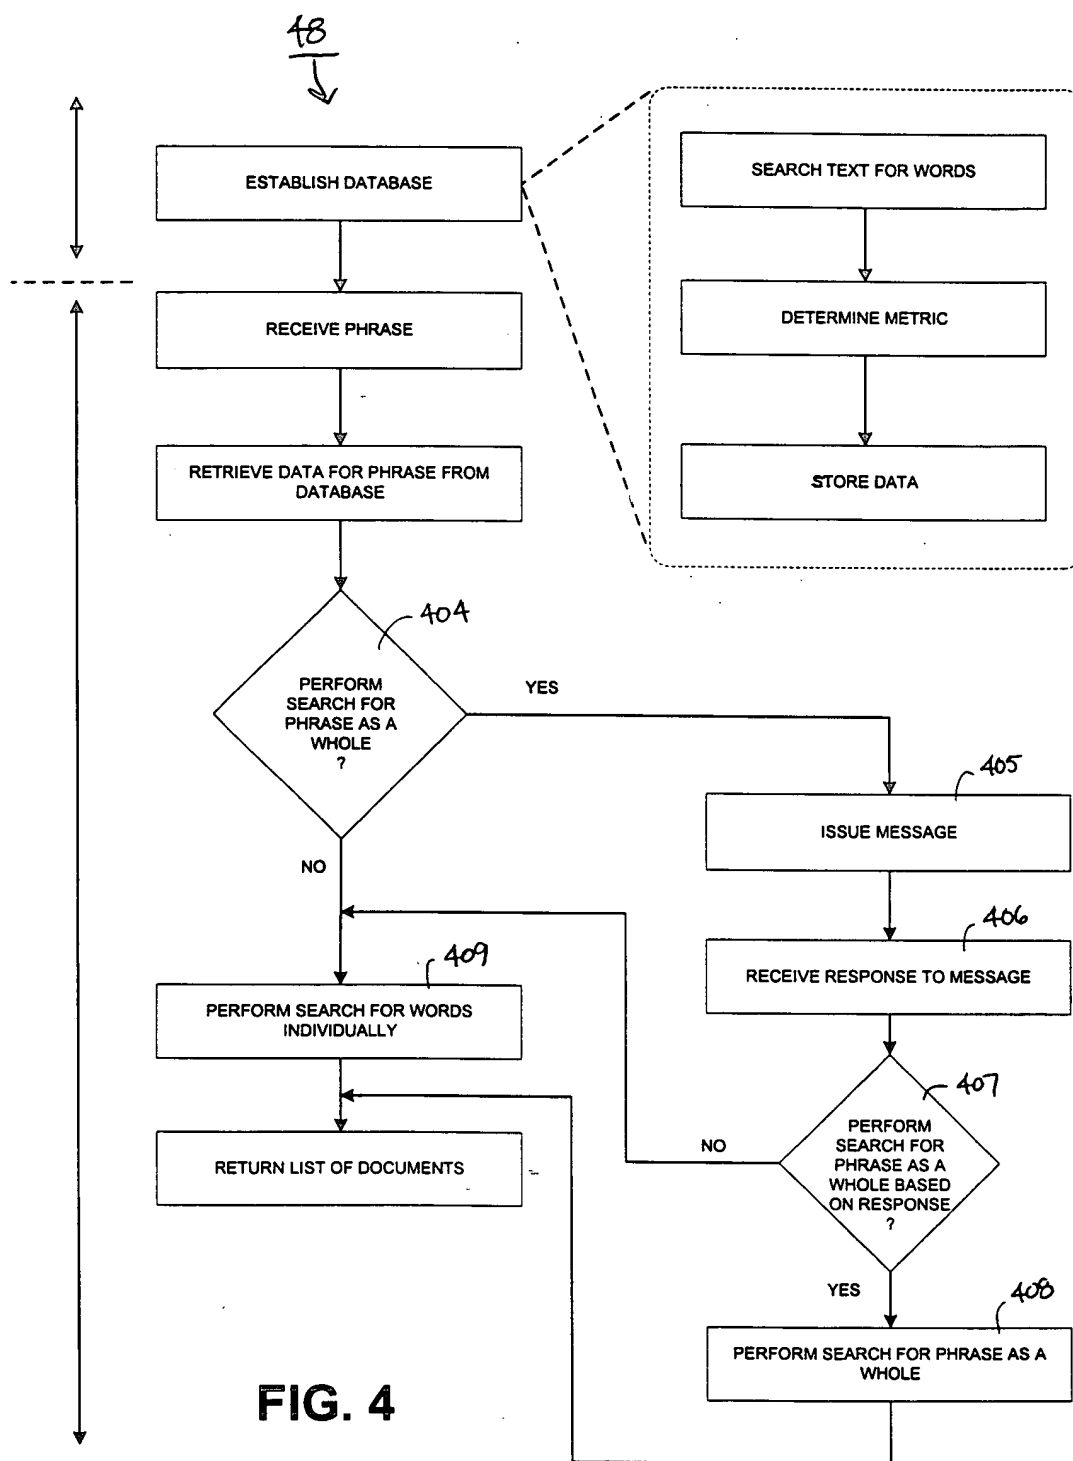 48
ESTABLISH DATABASE
SEARCH TEXT FOR WORDS
DETERMINE METRIC
STORE DATA
RECEIVE PHRASE
RETRIEVE DATA FOR PHRASE FROM
DATABASE
404
PERFORM
SEARCH FOR
PHRASE AS A
WHOLE
?
YES
NO
405
ISSUE MESSAGE
406
RECEIVE RESPONSE TO MESSAGE
407
PERFORM
SEARCH FOR
PHRASE AS A
WHOLE BASED
ON RESPONSE
?
NO
YES
408
PERFORM SEARCH FOR PHRASE AS A
WHOLE
409
PERFORM SEARCH FOR WORDS
INDIVIDUALLY
RETURN LIST OF DOCUMENTS
FIG. 4